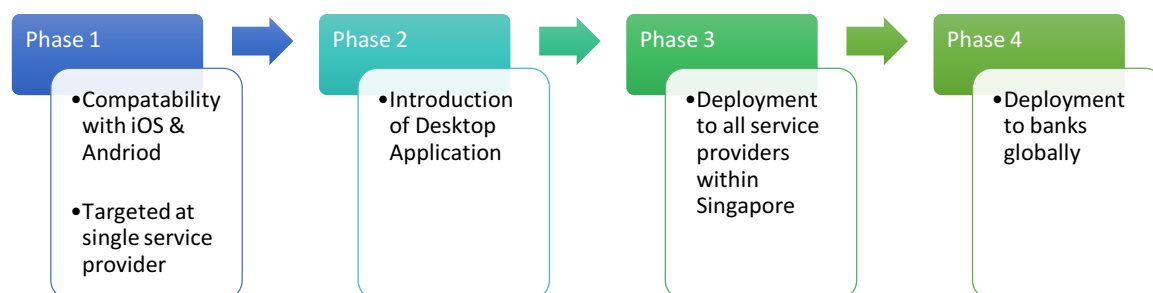 Phase 1
•Compatability
with iOS &
Andriod
•Targeted at
single service
provider
Phase 2
•Introduction
of Desktop
Application
Phase 3
•Deployment
to all service
providers
within
Singapore
Phase 4
•Deployment
to banks
globally